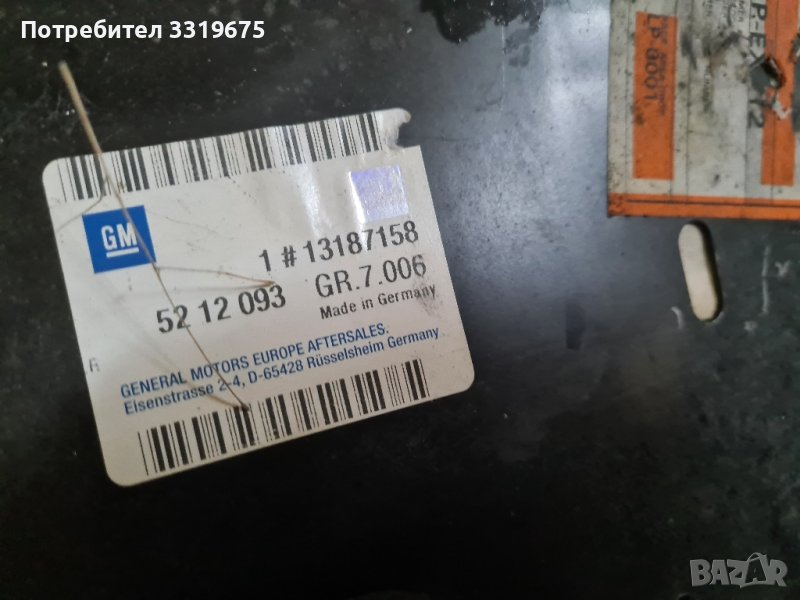 Потребител 3319675
GM
1 # 13187158
52 12 093 GR.7.006
Made in Germany
GENERAL MOTORS EUROPE AFTERSALES.
Eisenstrasse 2-4, D-65428 Rüsselsheim Germany
R
BAZAR